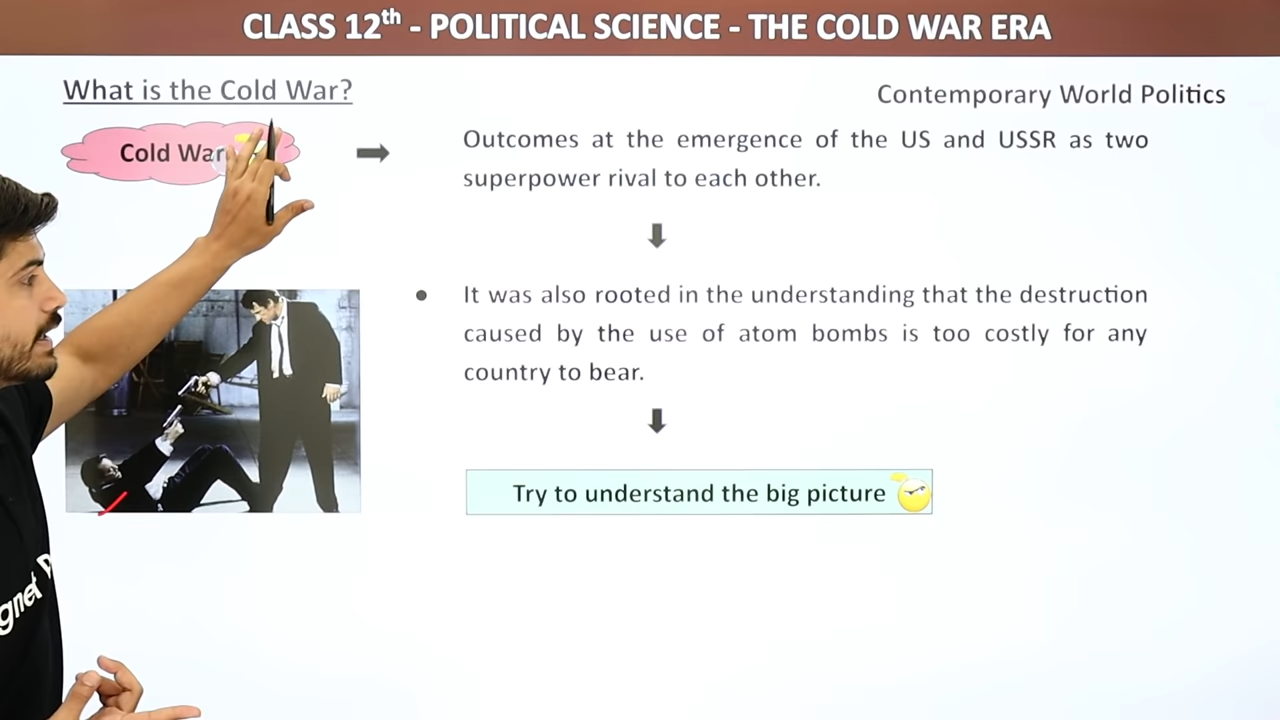 CLASS 12th - POLITICAL SCIENCE - THE COLD WAR ERA
What is the Cold War?
Contemporary World Politics
Cold War
Outcomes at the emergence of the US and USSR as two
superpower rival to each other.
• It was also rooted in the understanding that the destruction
caused by the use of atom bombs is too costly for any
country to bear.
Try to understand the big picture